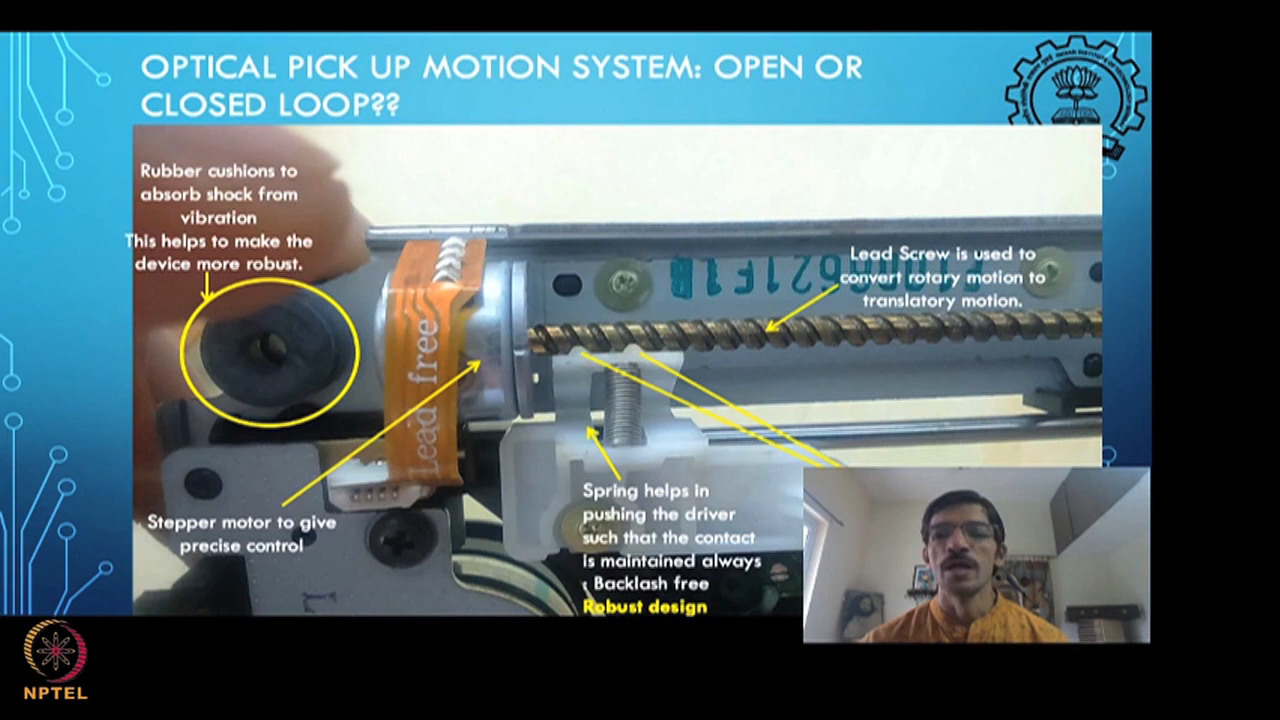 OPTICAL PICK UP MOTION SYSTEM: OPEN OR
CLOSED LOOP??
Rubber cushions to
absorb shock from
vibration
This helps to make the
device more robust.
Lead Screw is used to
convert rotary motion to
translatory motion.
Lead free
Stepper motor to give
precise control
Spring helps in
pushing the driver
such that the contact
is maintained always
Backlash free
Robust design
NPTEL